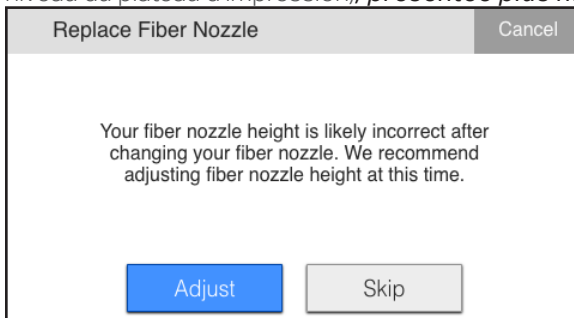 Replace Fiber Nozzle
Cancel
Your fiber nozzle height is likely incorrect after
changing your fiber nozzle. We recommend
adjusting fiber nozzle height at this time.
Adjust
Skip